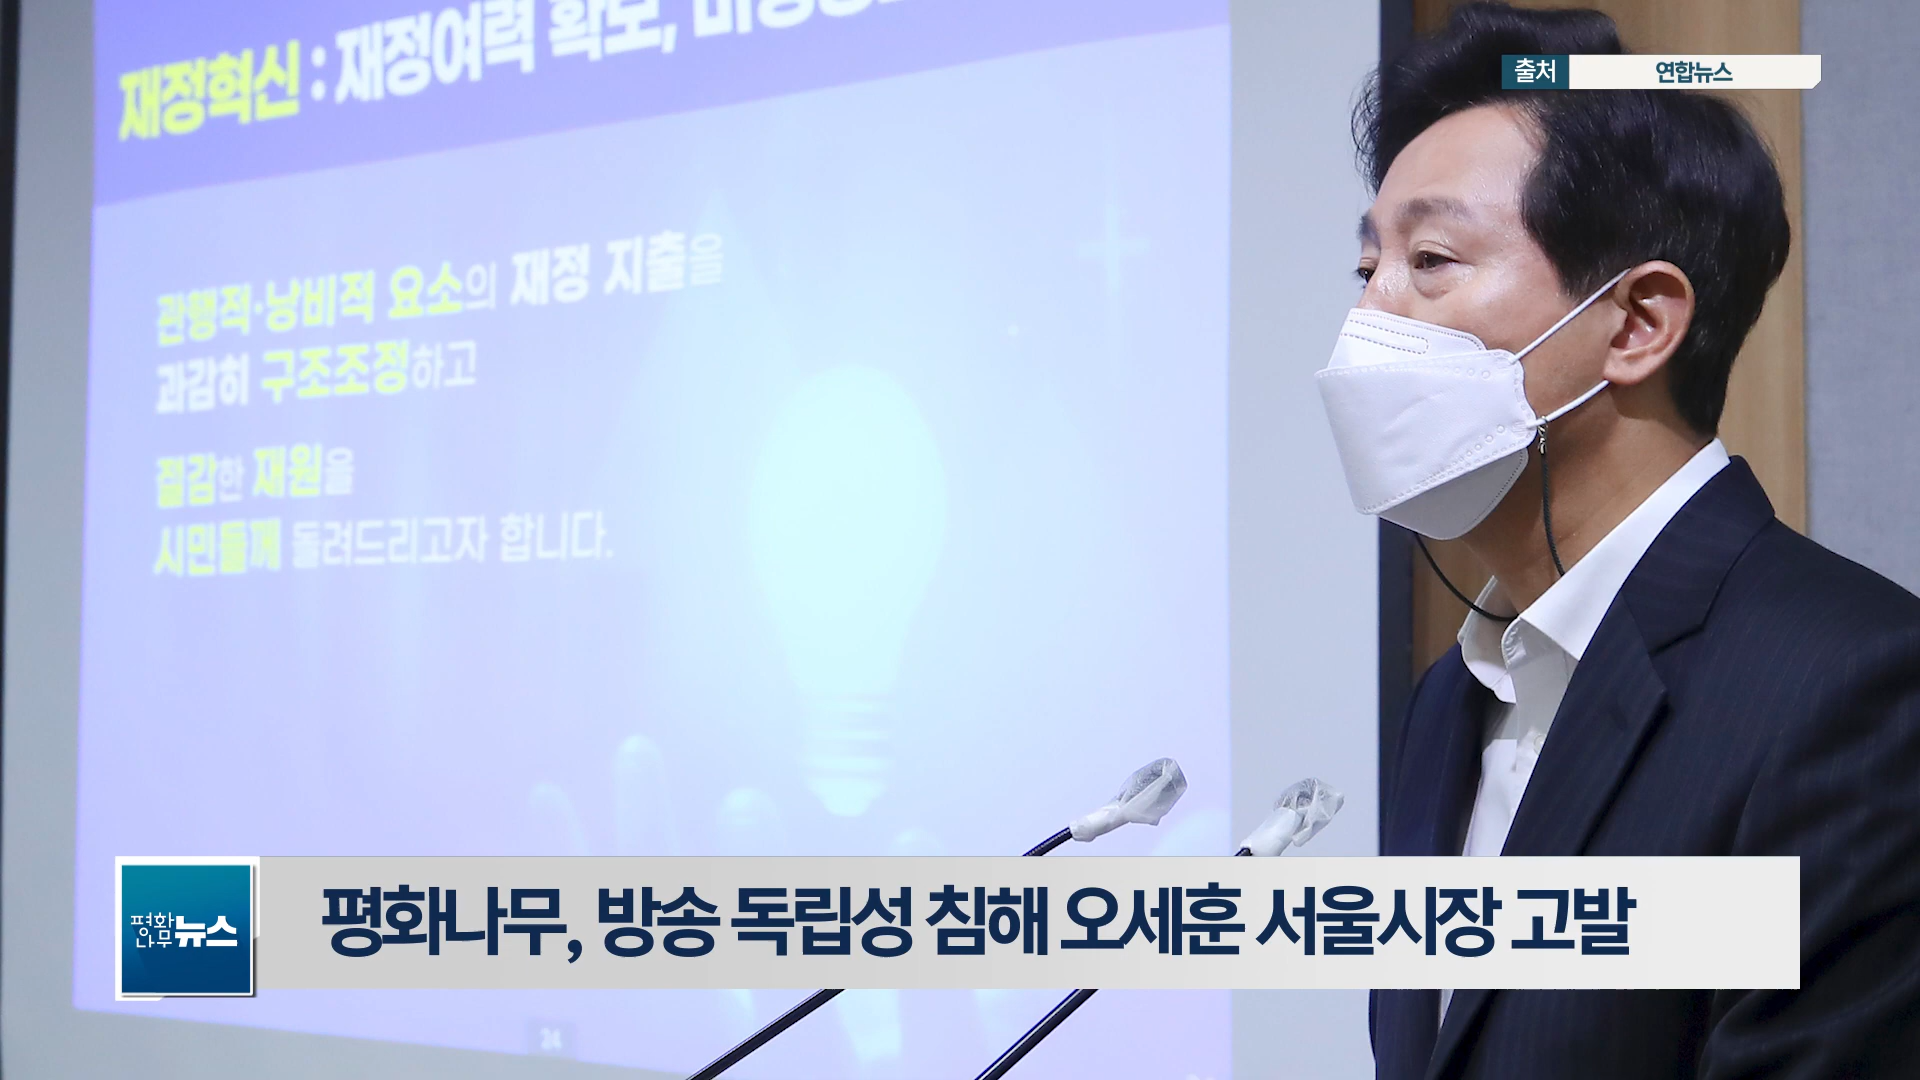 재정혁신 : 재정여력 확보,
출처 연합뉴스
관행적·낭비적 요소의 재정 지출을
과감히 구조조정하고
절감한 재원을
시민들께 돌려드리고자 합니다.
평화나무 뉴스
평화나무, 방송 독립성 침해 오세훈 서울시장 고발
24